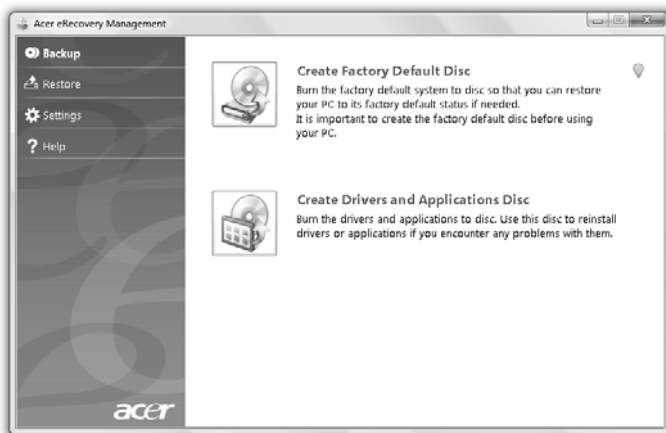 Acer eRecovery Management
Backup
Restore
Settings
? Help
Create Factory Default Disc
Burn the factory default system to disc so that you can restore
your PC to its factory default status if needed.
It is important to create the factory default disc before using
your PC.
Create Drivers and Applications Disc
Burn the drivers and applications to disc. Use this disc to reinstall
drivers or applications if you encounter any problems with them.
acer